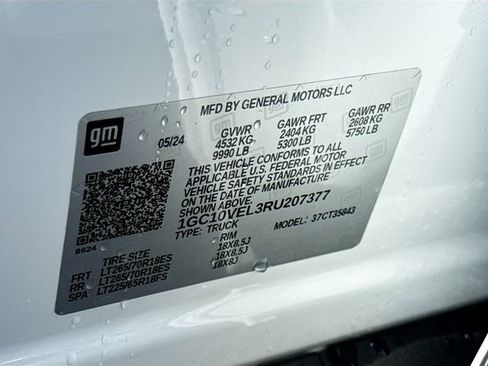 MFD BY GENERAL MOTORS LLC
gm
05/24 GVWR GAWR FRT GAWR RR
4532 KG 2404 KG 2608 KG
9990 LB 5300 LB 5750 LB
THIS VEHICLE CONFORMS TO ALL
APPLICABLE U.S. FEDERAL MOTOR
VEHICLE SAFETY STANDARDS IN EFFECT
ON THE DATE OF MANUFACTURE
SHOWN ABOVE.
1GC10VEL3RU207377
TYPE: TRUCK MODEL: 37CT35843
8624
TIRE SIZE RIM
FRT LT265/70R18ES 18X8.5J
RR LT265/70R18ES 18X8.5J
SPA LT225/65R18FS 18X8J